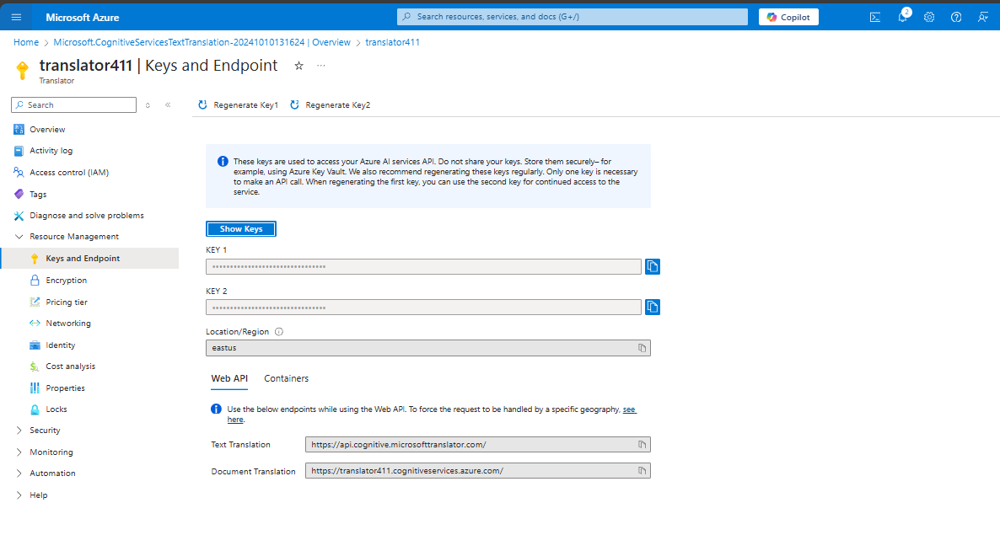 Microsoft Azure
Search resources, services, and docs (G+/)
Copilot
2
Home > Microsoft.CognitiveServicesTextTranslation-20241010131624 | Overview > translator411
translator411 | Keys and Endpoint
Translator
Search
Regenerate Key1
Regenerate Key2
Overview
Activity log
Access control (IAM)
Tags
Diagnose and solve problems
Resource Management
Keys and Endpoint
Encryption
Pricing tier
Networking
Identity
Cost analysis
Properties
Locks
Security
Monitoring
Automation
Help
These keys are used to access your Azure AI services API. Do not share your keys. Store them securely– for
example, using Azure Key Vault. We also recommend regenerating these keys regularly. Only one key is necessary
to make an API call. When regenerating the first key, you can use the second key for continued access to the
service.
Show Keys
KEY 1
••••••••••••••••••••••••••••••••
KEY 2
••••••••••••••••••••••••••••••••
Location/Region
eastus
Web API
Containers
Use the below endpoints while using the Web API. To force the request to be handled by a specific geography, see
here.
Text Translation
https://api.cognitive.microsofttranslator.com/
Document Translation
https://translator411.cognitiveservices.azure.com/